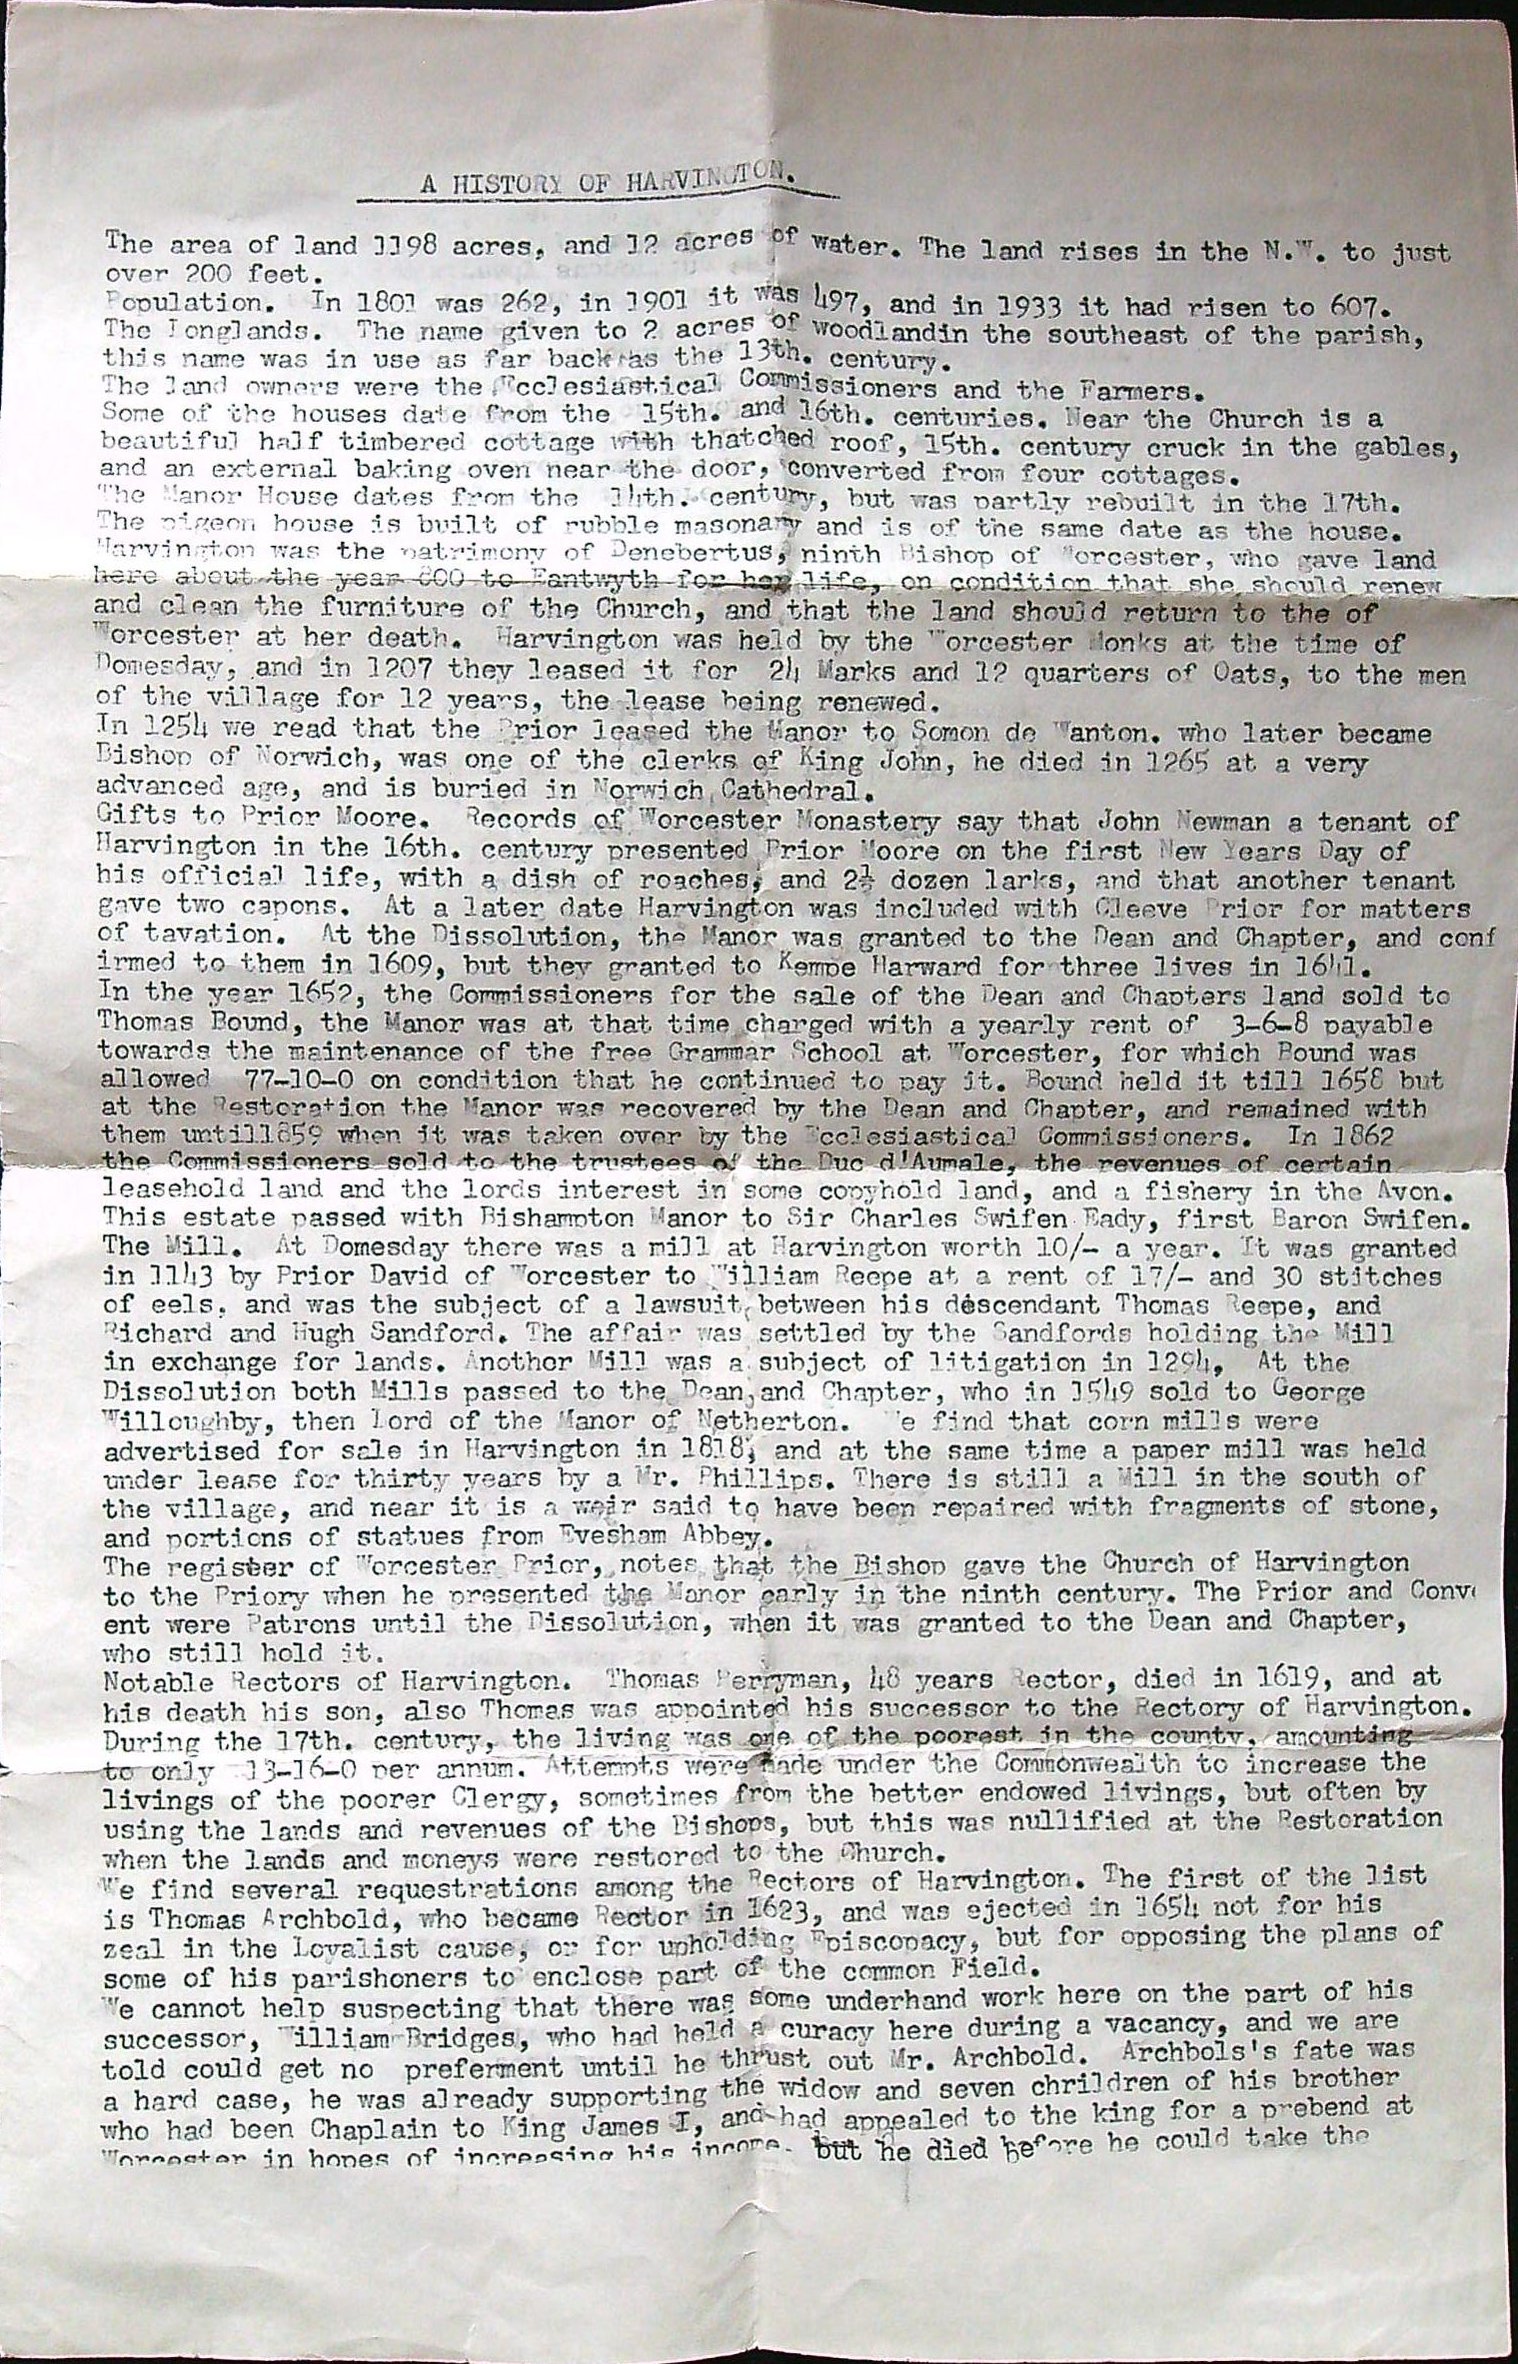 A HISTORY OF HARVINGTON.
The area of land 1198 acres, and 12 acres of water. The land rises in the N.W. to just
over 200 feet.
Population. In 1801 was 262, in 1901 it was 497, and in 1933 it had risen to 607.
The Longlands. The name given to 2 acres of woodlandin the southeast of the parish,
this name was in use as far back as the 13th. century.
The land owners were the Ecclesiastical Commissioners and the Farmers.
Some of the houses date from the 15th. and 16th. centuries. Near the Church is a
beautiful half timbered cottage with thatched roof, 15th. century cruck in the gables,
and an external baking oven near the door, converted from four cottages.
The Manor House dates from the 14th. century, but was partly rebuilt in the 17th.
The pigeon house is built of rubble masonary and is of the same date as the house.
Harvington was the patrimony of Denebertus, ninth Bishop of Worcester, who gave land
here about the year 800 to Eantwyth for her life, on condition that she should renew
and clean the furniture of the Church, and that the land should return to the of
Worcester at her death. Harvington was held by the Worcester Monks at the time of
Domesday, and in 1207 they leased it for 24 Marks and 12 quarters of Oats, to the men
of the village for 12 years, the lease being renewed.
In 1254 we read that the Prior leased the Manor to Somon de Wanton. who later became
Bishop of Norwich, was one of the clerks of King John, he died in 1265 at a very
advanced age, and is buried in Norwich Cathedral.
Gifts to Prior Moore. Records of Worcester Monastery say that John Newman a tenant of
Harvington in the 16th. century presented Prior Moore on the first New Years Day of
his official life, with a dish of roaches, and 2½ dozen larks, and that another tenant
gave two capons. At a later date Harvington was included with Cleeve Prior for matters
of tavation. At the Dissolution, the Manor was granted to the Dean and Chapter, and conf
irmed to them in 1609, but they granted to Kempe Harward for three lives in 1641.
In the year 1652, the Commissioners for the sale of the Dean and Chapters land sold to
Thomas Bound, the Manor was at that time charged with a yearly rent of 3-6-8 payable
towards the maintenance of the free Grammar School at Worcester, for which Bound was
allowed 77-10-0 on condition that he continued to pay it. Bound held it till 1658 but
at the Restoration the Manor was recovered by the Dean and Chapter, and remained with
them until1859 when it was taken over by the Ecclesiastical Commissioners. In 1862
the Commissioners sold to the trustees of the Duc d'Aumale, the revenues of certain
leasehold land and the lords interest in some copyhold land, and a fishery in the Avon.
This estate passed with Bishampton Manor to Sir Charles Swifen Eady, first Baron Swifen.
The Mill. At Domesday there was a mill at Harvington worth 10/- a year. It was granted
in 1143 by Prior David of Worcester to William Reepe at a rent of 17/- and 30 stitches
of eels, and was the subject of a lawsuit between his descendant Thomas Reepe, and
Richard and Hugh Sandford. The affair was settled by the Sandfords holding the Mill
in exchange for lands. Another Mill was a subject of litigation in 1294, At the
Dissolution both Mills passed to the Dean and Chapter, who in 1549 sold to George
Willoughby, then Lord of the Manor of Netherton. We find that corn mills were
advertised for sale in Harvington in 1818, and at the same time a paper mill was held
under lease for thirty years by a Mr. Phillips. There is still a Mill in the south of
the village, and near it is a weir said to have been repaired with fragments of stone,
and portions of statues from Evesham Abbey.
The register of Worcester Prior, notes that the Bishop gave the Church of Harvington
to the Priory when he presented the Manor early in the ninth century. The Prior and Conv
ent were Patrons until the Dissolution, when it was granted to the Dean and Chapter,
who still hold it.
Notable Rectors of Harvington. Thomas Perryman, 48 years Rector, died in 1619, and at
his death his son, also Thomas was appointed his successor to the Rectory of Harvington.
During the 17th. century, the living was one of the poorest in the county, amounting
to only 13-16-0 per annum. Attempts were made under the Commonwealth to increase the
livings of the poorer Clergy, sometimes from the better endowed livings, but often by
using the lands and revenues of the Bishops, but this was nullified at the Restoration
when the lands and moneys were restored to the Church.
We find several requestrations among the Rectors of Harvington. The first of the list
is Thomas Archbold, who became Rector in 1623, and was ejected in 1654 not for his
zeal in the Loyalist cause, or for upholding Episcopacy, but for opposing the plans of
some of his parishoners to enclose part of the common Field.
We cannot help suspecting that there was some underhand work here on the part of his
successor, William Bridges, who had held a curacy here during a vacancy, and we are
told could get no preferment until he thrust out Mr. Archbold. Archbols's fate was
a hard case, he was already supporting the widow and seven chrildren of his brother
who had been Chaplain to King James I, and had appealed to the king for a prebend at
Worcester in hopes of increasing his income. but he died before he could take the